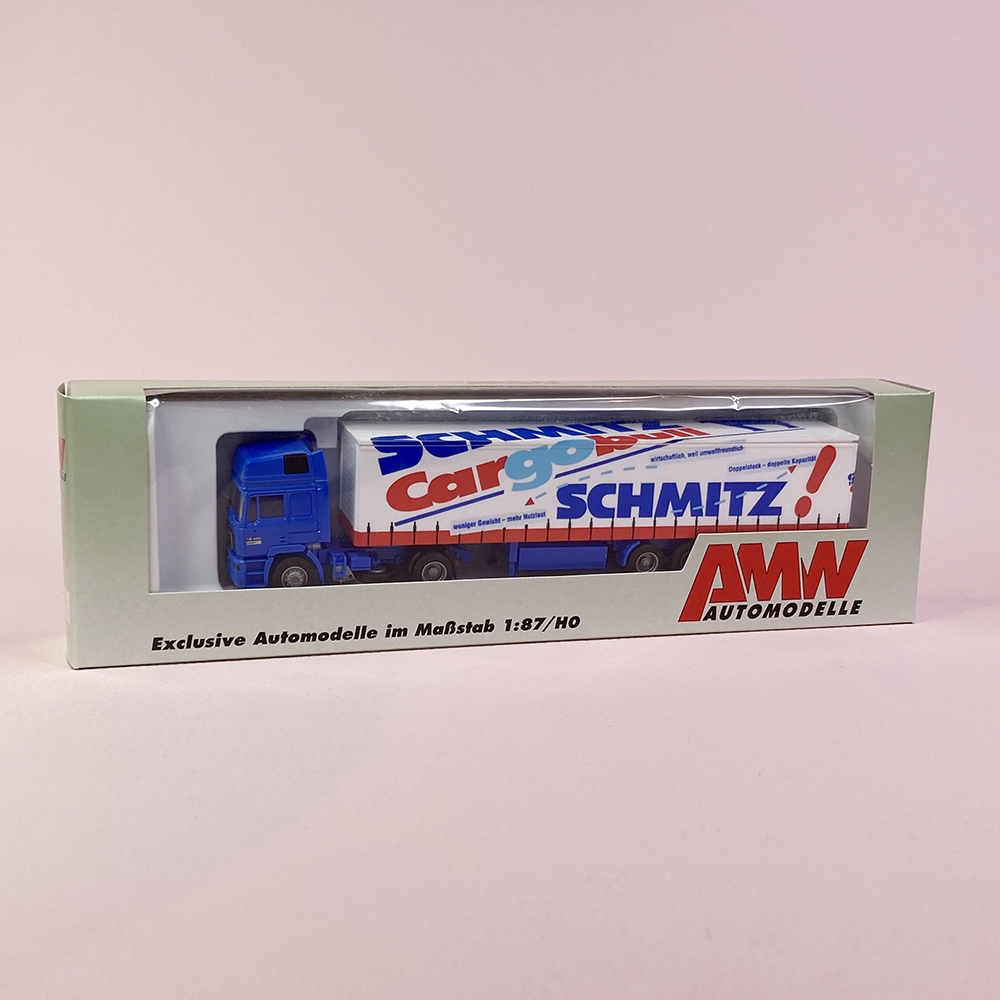 SCHMITZ
Cargobull
wirtschaftlich, weil umweltfreundlich
Doppelstock – doppelte Kapazität
SCHMITZ!
weniger Gewicht – mehr Nutzlast
AMW
AUTOMODELLE
Exclusive Automodelle im Maßstab 1:87/H0